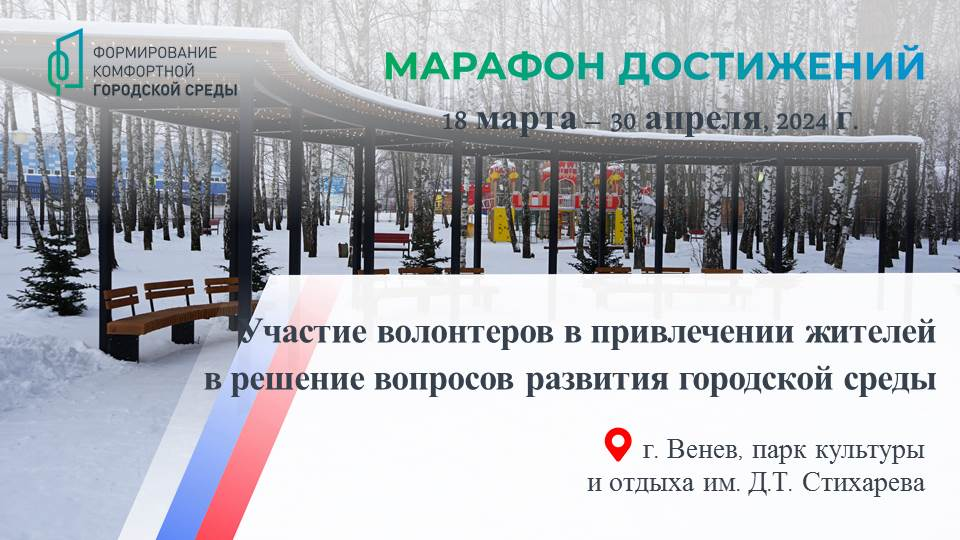 ФОРМИРОВАНИЕ
КОМФОРТНОЙ
ГОРОДСКОЙ СРЕДЫ
МАРАФОН ДОСТИЖЕНИЙ
18 марта – 30 апреля, 2024 г.
Участие волонтеров в привлечении жителей
в решение вопросов развития городской среды
г. Венев, парк культуры
и отдыха им. Д.Т. Стихарева